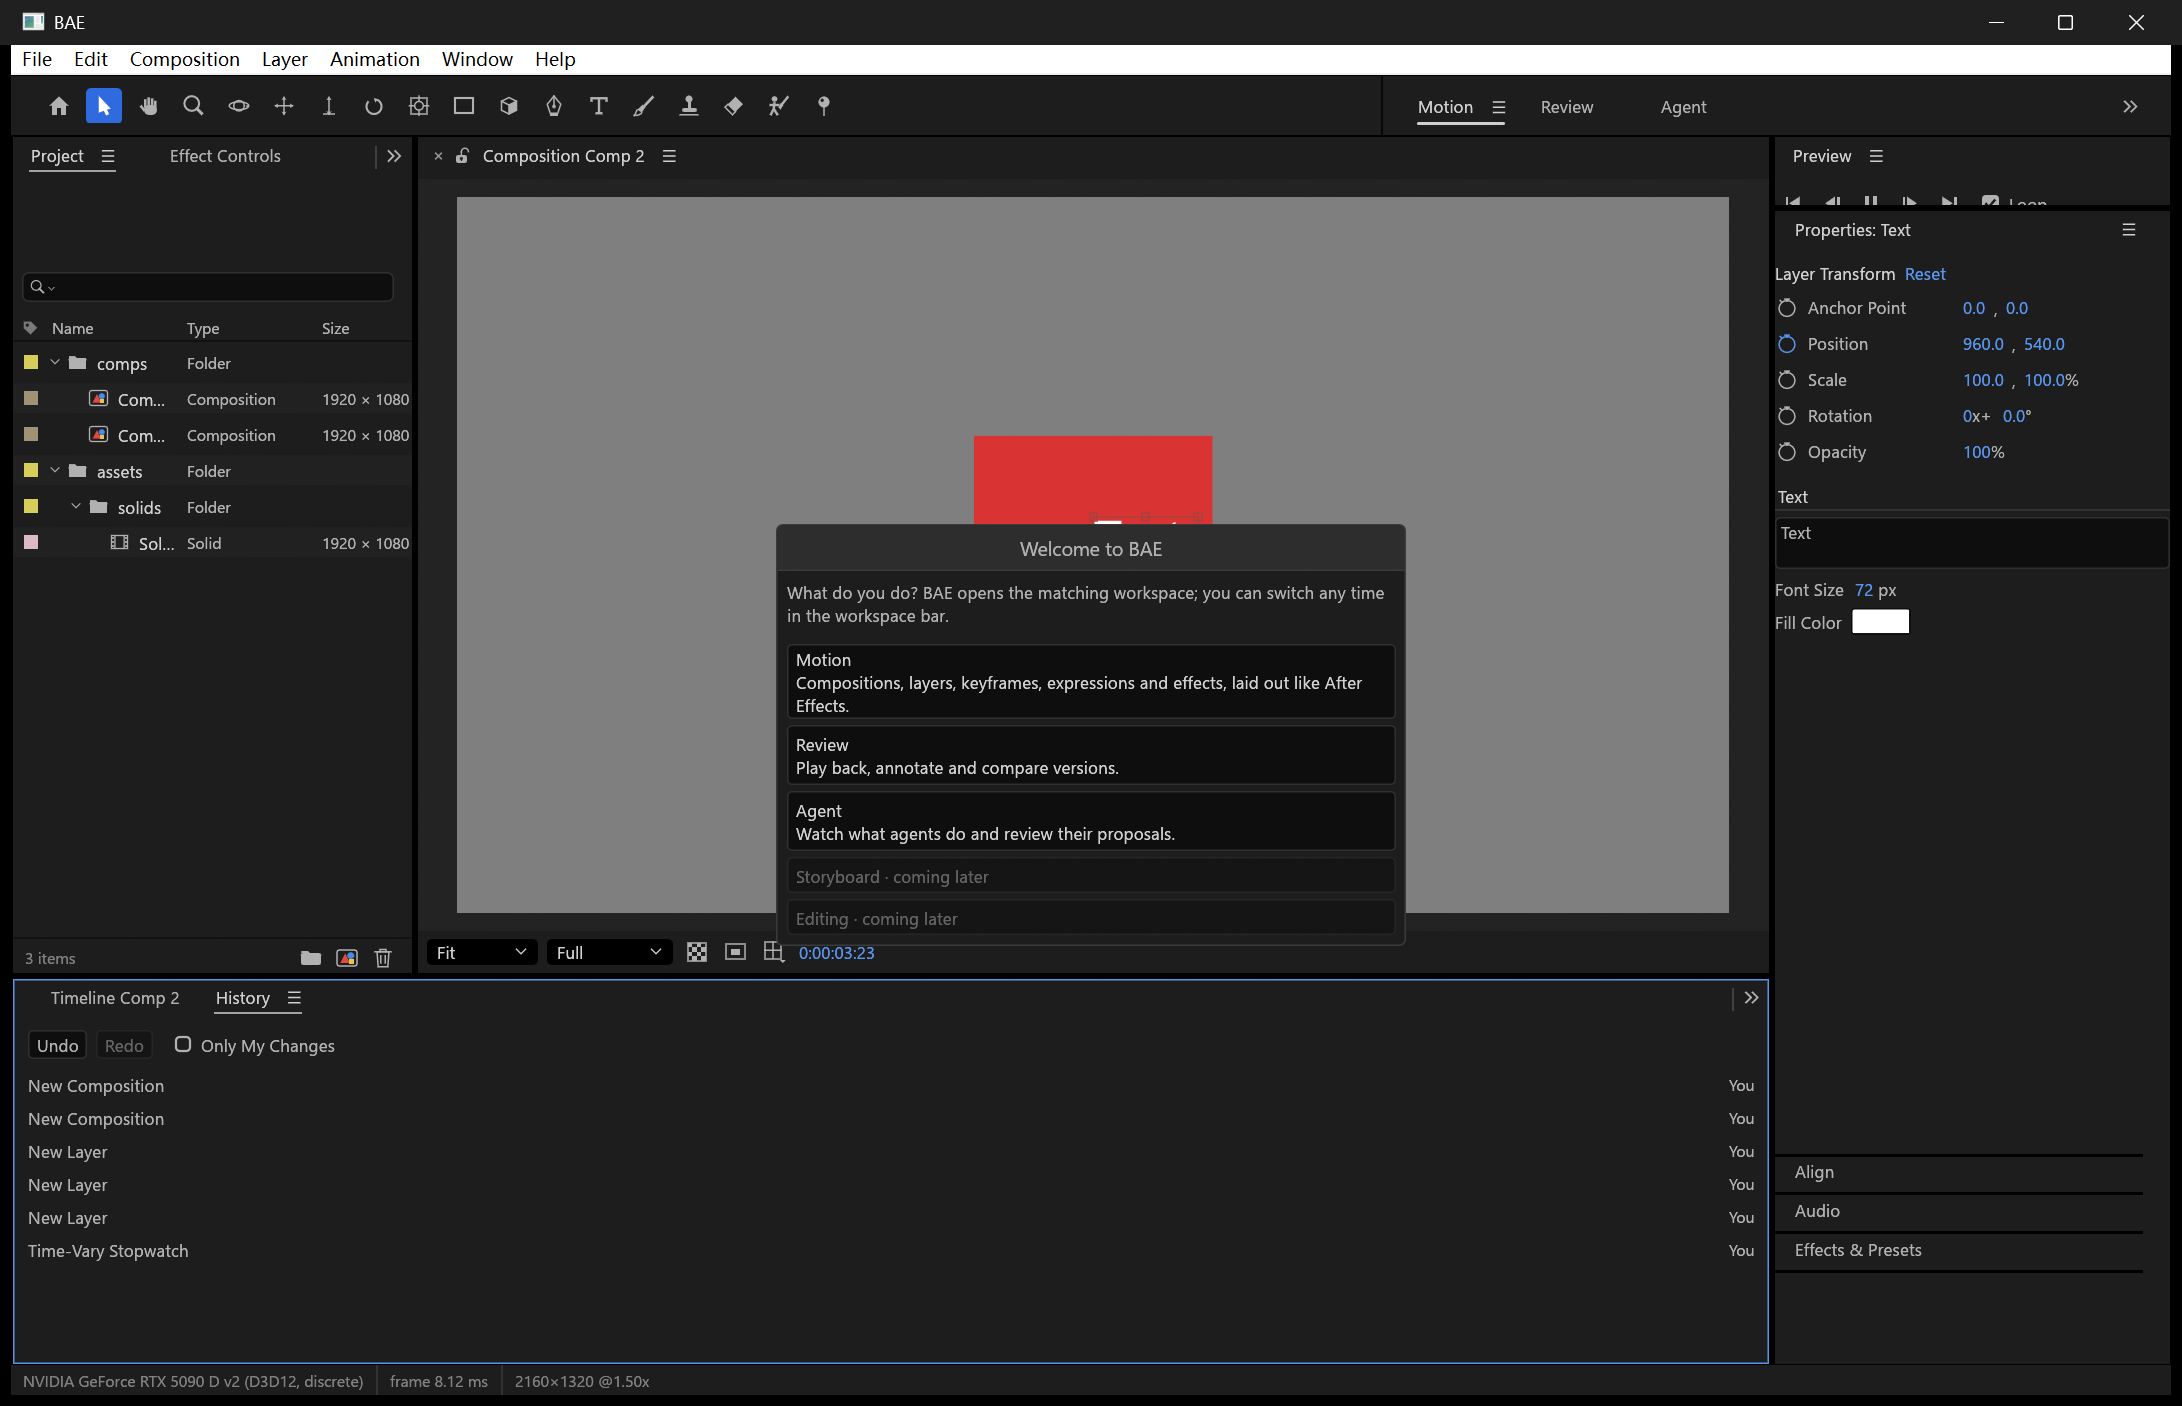 BAE
File Edit Composition Layer Animation Window Help
Motion Review Agent
Project Effect Controls
Composition Comp 2
Preview
Loop
Properties: Text
Layer Transform Reset
Anchor Point 0.0 , 0.0
Position 960.0 , 540.0
Scale 100.0 , 100.0%
Rotation 0x+ 0.0°
Opacity 100%
Text
Text
Font Size 72 px
Fill Color
Name Type Size
comps Folder
Com... Composition 1920 × 1080
Com... Composition 1920 × 1080
assets Folder
solids Folder
Sol... Solid 1920 × 1080
3 items
Welcome to BAE
What do you do? BAE opens the matching workspace; you can switch any time
in the workspace bar.
Motion
Compositions, layers, keyframes, expressions and effects, laid out like After
Effects.
Review
Play back, annotate and compare versions.
Agent
Watch what agents do and review their proposals.
Storyboard · coming later
Editing · coming later
Fit Full 0:00:03:23
Timeline Comp 2 History
Undo Redo Only My Changes
New Composition You
New Composition You
New Layer You
New Layer You
New Layer You
Time-Vary Stopwatch You
Align
Audio
Effects & Presets
NVIDIA GeForce RTX 5090 D v2 (D3D12, discrete) frame 8.12 ms 2160×1320 @1.50x